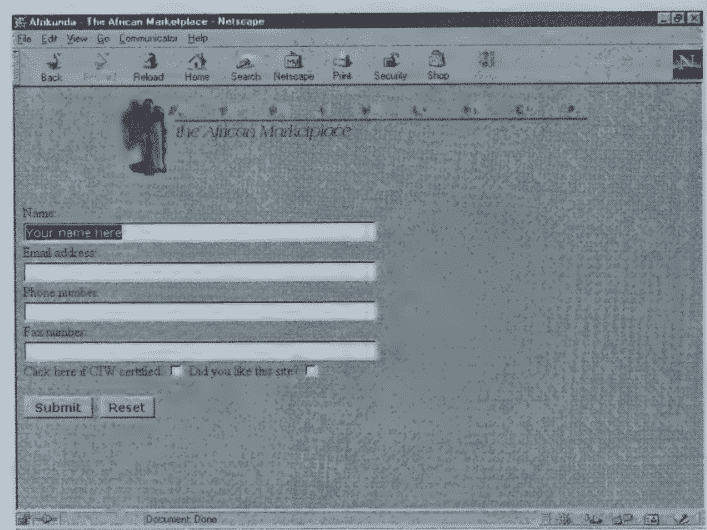 Afrikunda - The African Marketplace - Netscape
File Edit View Go Communicator Help
Back Reload Home Search Netscape Print Security Shop
N
the African Marketplace
Name:
Your name here
Email address:
Phone number:
Fax number:
Click here if CIW certified: Did you like this site?
Submit Reset
Document: Done